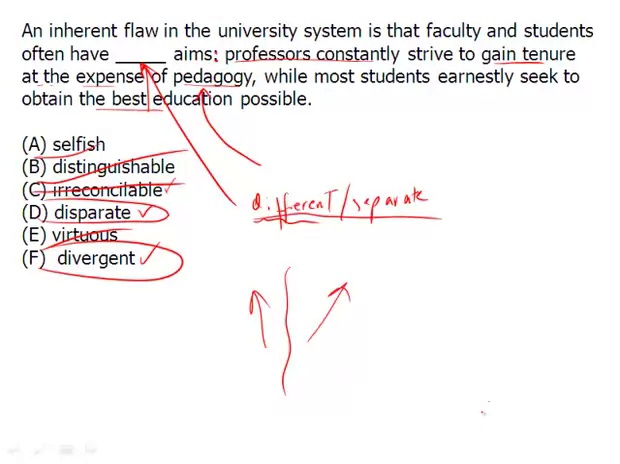 An inherent flaw in the university system is that faculty and students
often have _____ aims: professors constantly strive to gain tenure
at the expense of pedagogy, while most students earnestly seek to
obtain the best education possible.
(A) selfish
(B) distinguishable
(C) irreconcilable
(D) disparate
(E) virtuous
(F) divergent
different/separate